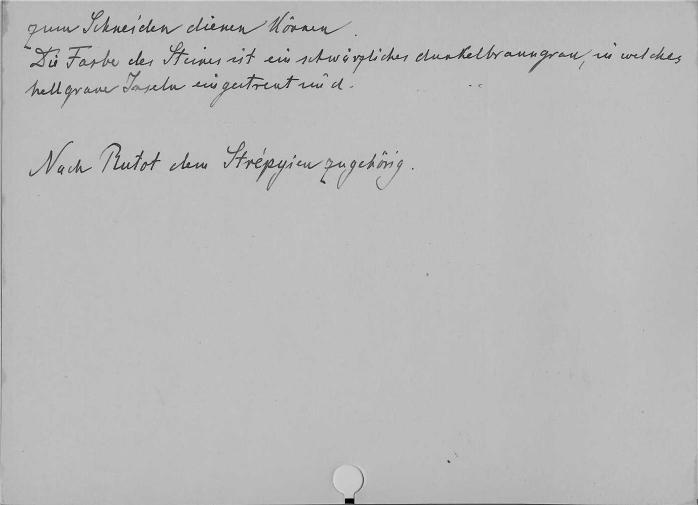 zum Schneiden dienen können.
Die Farbe des Steines ist ein schwärzliches dunkelbraungrau, in welches
hellgraue Inseln eingestreut sind.
Nach Rutot dem Strépyien zugehörig.